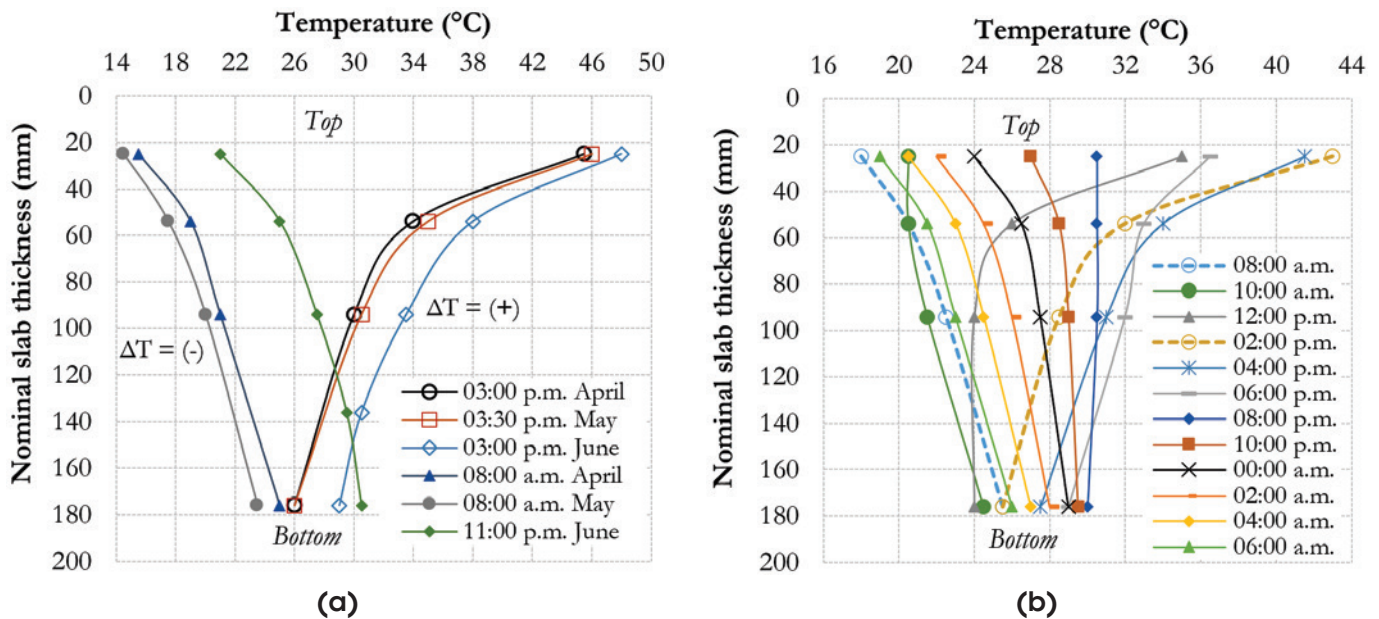 Temperature (°C)
14 18 22 26 30 34 38 42 46 50
Nominal slab thickness (mm)
0
20
40
60
80
100
120
140
160
180
200
Top
ΔT = (+)
ΔT = (-)
03:00 p.m. April
03:30 p.m. May
03:00 p.m. June
08:00 a.m. April
08:00 a.m. May
11:00 p.m. June
Bottom
(a)
Temperature (°C)
16 20 24 28 32 36 40 44
Nominal slab thickness (mm)
0
20
40
60
80
100
120
140
160
180
200
Top
08:00 a.m.
10:00 a.m.
12:00 p.m.
02:00 p.m.
04:00 p.m.
06:00 p.m.
08:00 p.m.
10:00 p.m.
00:00 a.m.
02:00 a.m.
04:00 a.m.
06:00 a.m.
Bottom
(b)